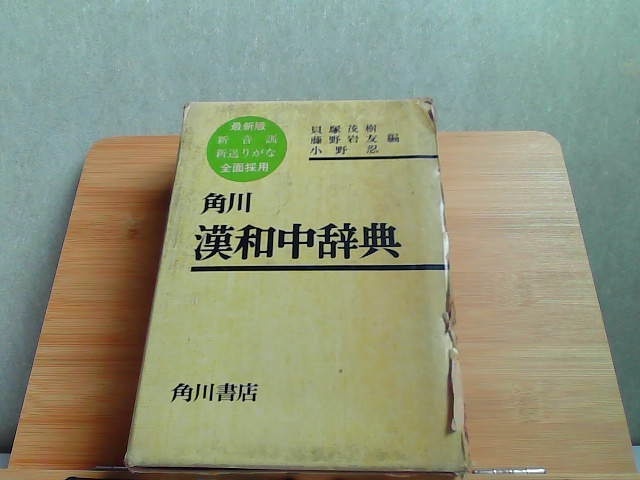 最新版
新音訓
新送りがな
全面採用
貝塚茂樹
藤野岩友 編
小野忍
角川
漢和中辞典
角川書店